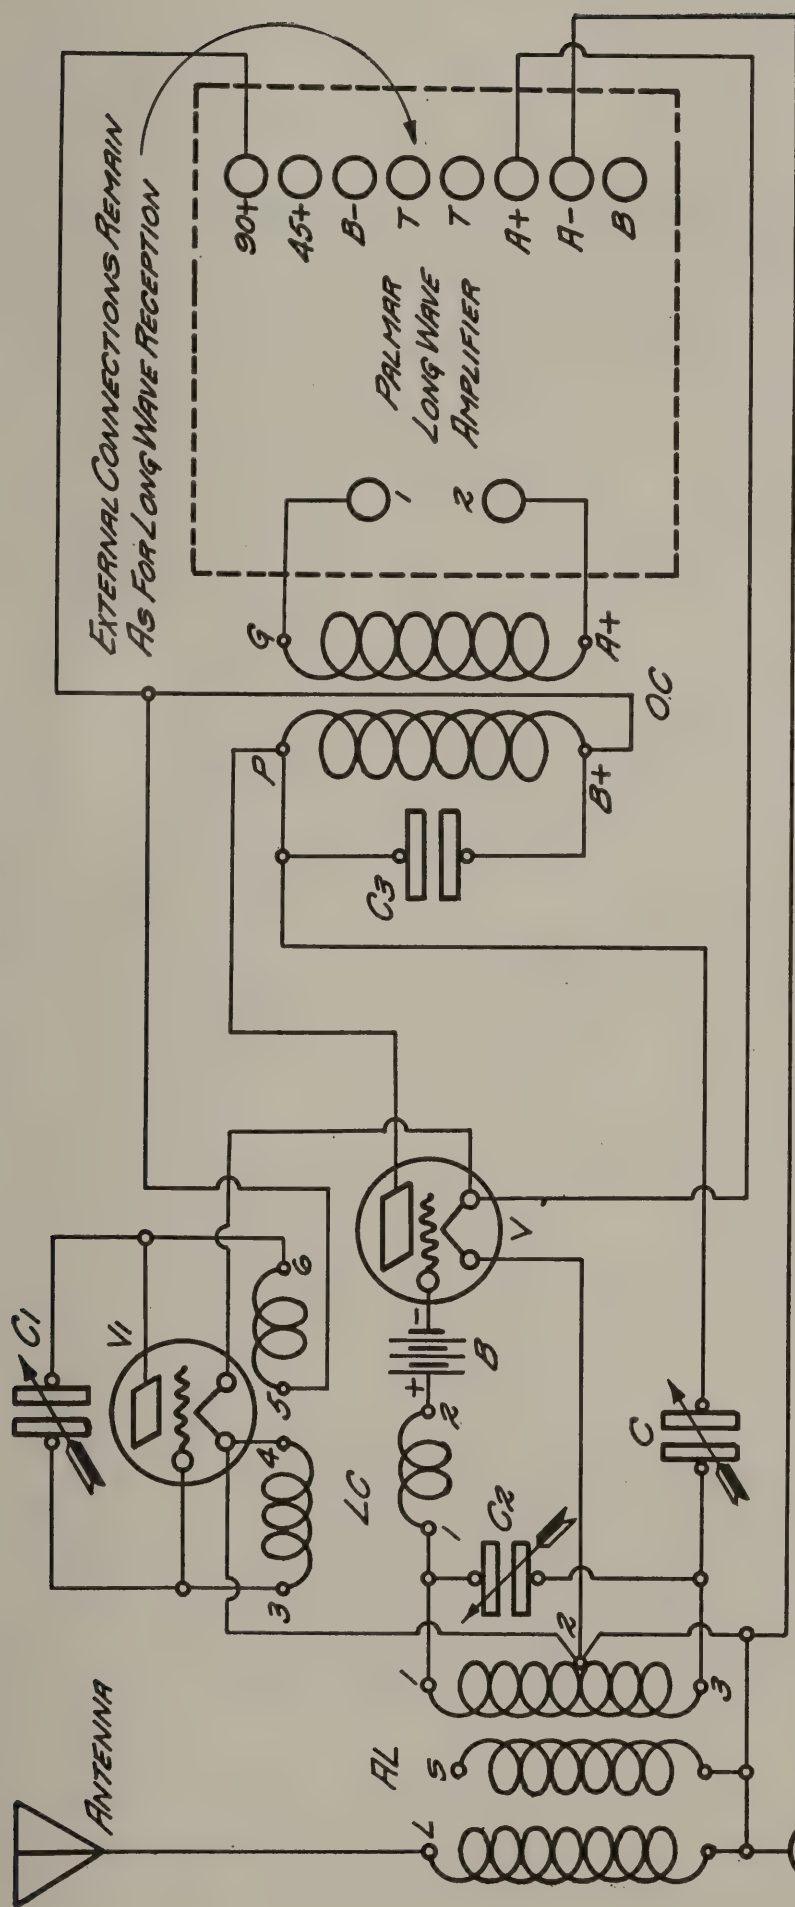 ANTENNA
C1
V1
EXTERNAL CONNECTIONS REMAIN
AS FOR LONG WAVE RECEPTION
3
4
5
6
LC
P
G
90+
45+
B-
T
T
A+
A-
B
PALMAR
LONG WAVE
AMPLIFIER
1
2
AL
L
S
1
2
3
1
2
+
-
B
V
C2
C3
C
B+
A+
O.C